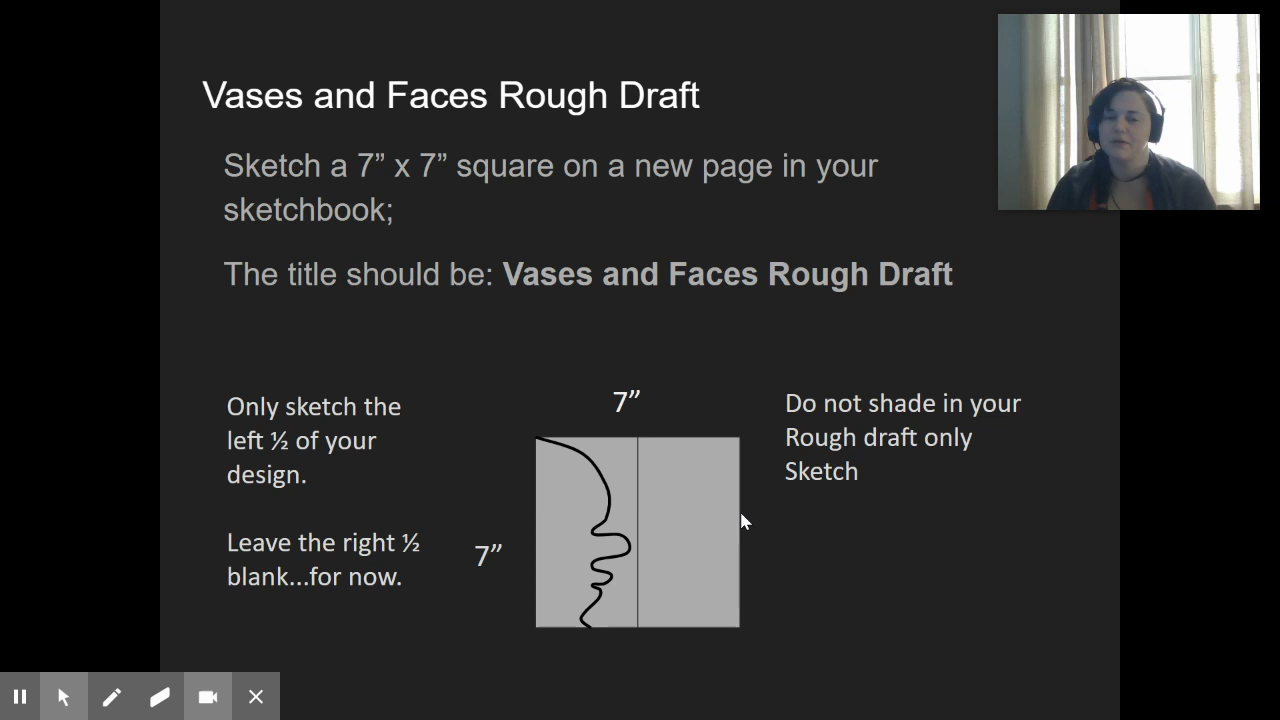 Vases and Faces Rough Draft
Sketch a 7” x 7” square on a new page in your
sketchbook;
The title should be: Vases and Faces Rough Draft
Only sketch the
left ½ of your
design.
Leave the right ½
blank...for now.
7”
7”
Do not shade in your
Rough draft only
Sketch